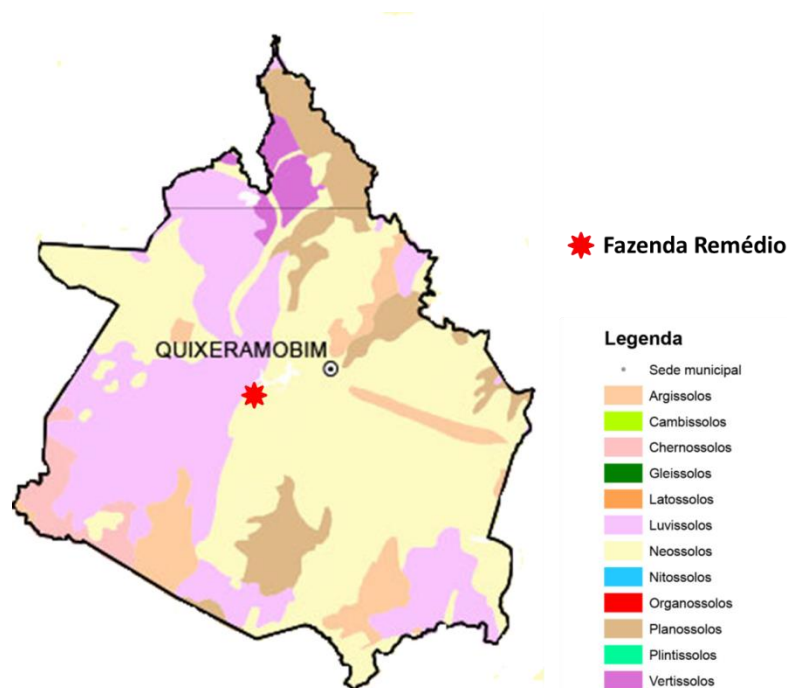 QUIXERAMOBIM
Fazenda Remédio
Legenda
Sede municipal
Argissolos
Cambissolos
Chernossolos
Gleissolos
Latossolos
Luvissolos
Neossolos
Nitossolos
Organossolos
Planossolos
Plintissolos
Vertissolos